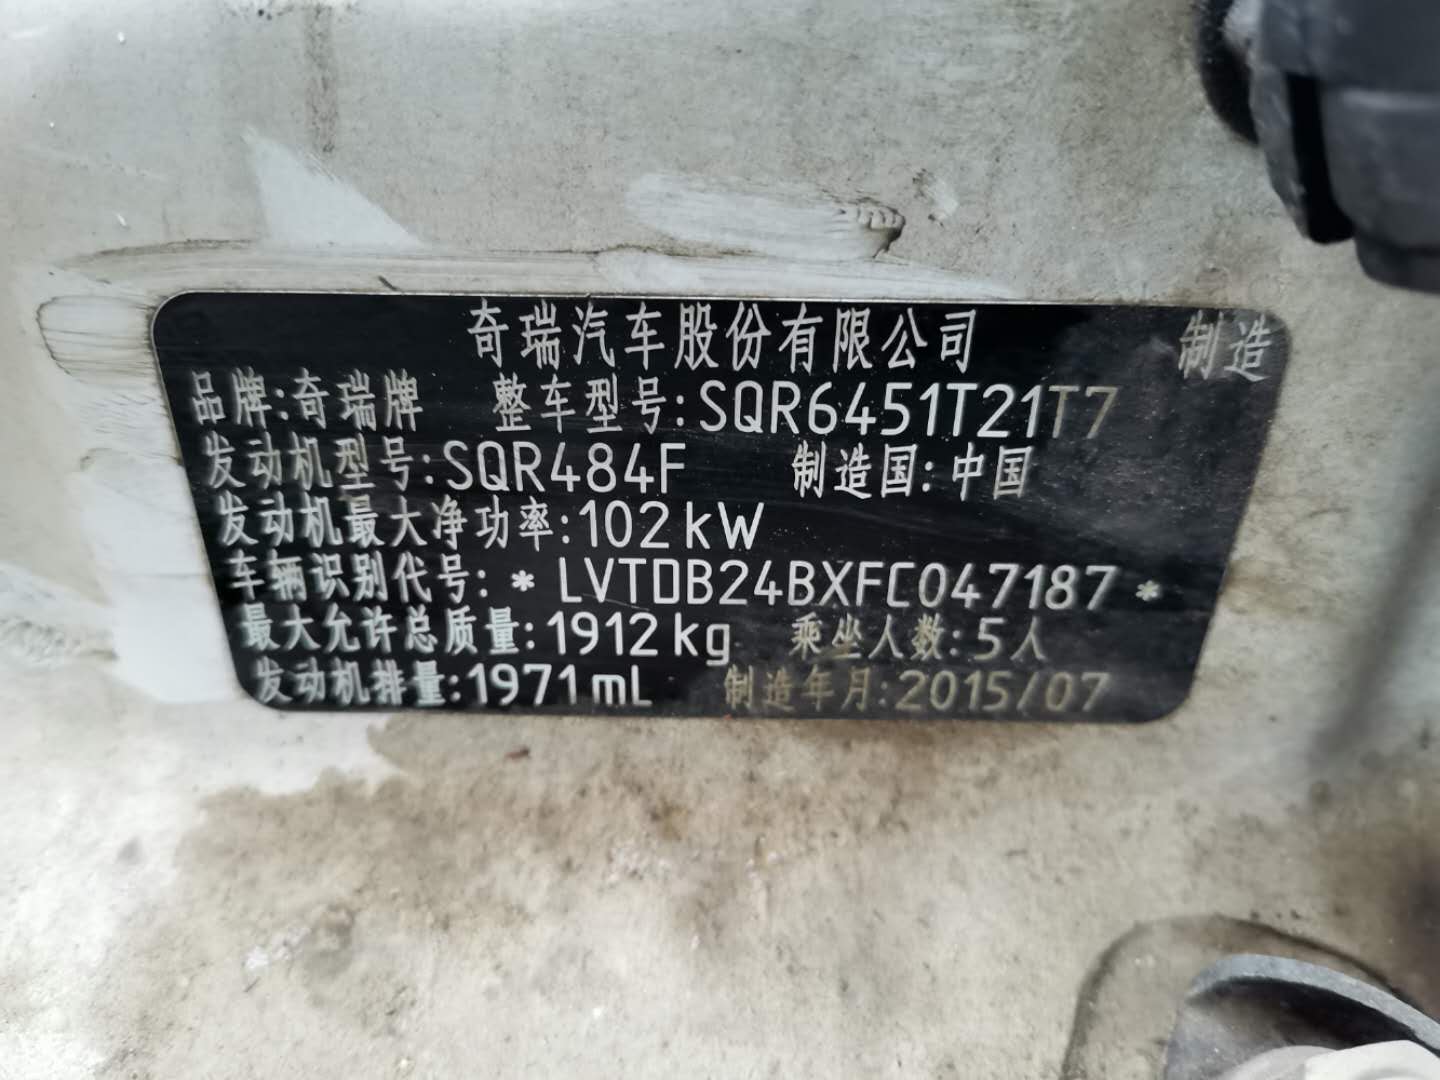 奇瑞汽车股份有限公司 制造
品牌:奇瑞牌 整车型号:SQR6451T21T7
发动机型号:SQR484F 制造国:中国
发动机最大净功率:102kW
车辆识别代号:*LVTDB24BXFC047187*
最大允许总质量:1912kg 乘坐人数:5人
发动机排量:1971mL 制造年月:2015/07